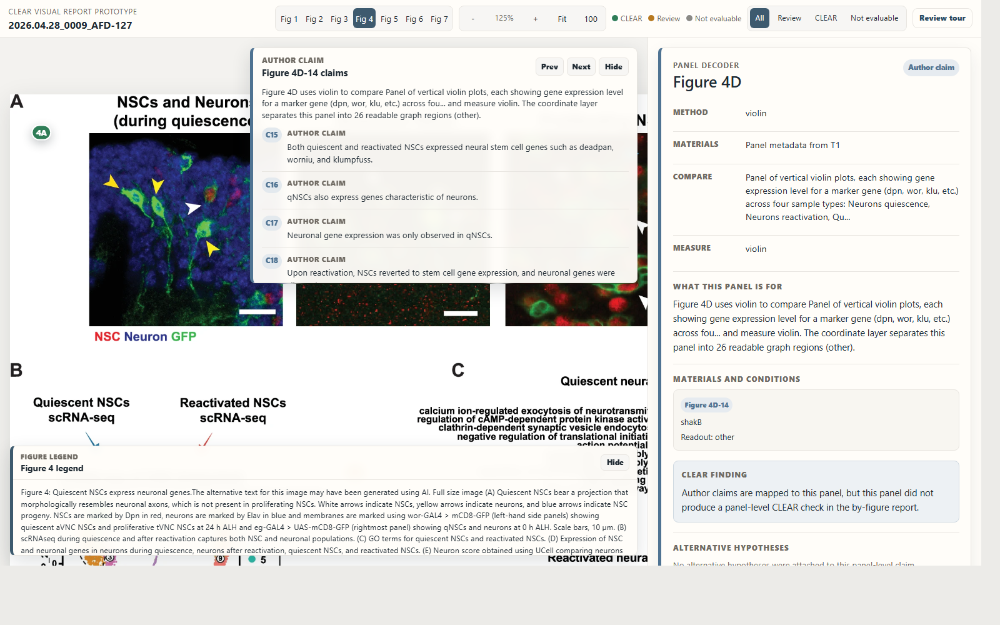 CLEAR VISUAL REPORT PROTOTYPE
2026.04.28_0009_AFD-127
Fig 1 Fig 2 Fig 3 Fig 4 Fig 5 Fig 6 Fig 7
- 125% + Fit 100
CLEAR Review Not evaluable
All Review CLEAR Not evaluable
Review tour
A
NSCs and Neurons
(during quiescence
4A
NSC Neuron GFP
B
Quiescent NSCs
scRNA-seq
Reactivated NSCs
scRNA-seq
C
Quiescent neura
calcium ion-regulated exocytosis of neurotransmit
regulation of cAMP-dependent protein kinase activ
clathrin-dependent synaptic vesicle endocytos
negative regulation of translational initiati
action potential
Reactivated neura
3
9
5
AUTHOR CLAIM
Figure 4D-14 claims
Prev Next Hide
Figure 4D uses violin to compare Panel of vertical violin plots, each showing gene expression level
for a marker gene (dpn, wor, klu, etc.) across fou... and measure violin. The coordinate layer
separates this panel into 26 readable graph regions (other).
C15 AUTHOR CLAIM
Both quiescent and reactivated NSCs expressed neural stem cell genes such as deadpan,
worniu, and klumpfuss.
C16 AUTHOR CLAIM
qNSCs also express genes characteristic of neurons.
C17 AUTHOR CLAIM
Neuronal gene expression was only observed in qNSCs.
C18 AUTHOR CLAIM
Upon reactivation, NSCs reverted to stem cell gene expression, and neuronal genes were
FIGURE LEGEND
Figure 4 legend
Hide
Figure 4: Quiescent NSCs express neuronal genes.The alternative text for this image may have been generated using AI. Full size image (A) Quiescent NSCs bear a projection that
morphologically resembles neuronal axons, which is not present in proliferating NSCs. White arrows indicate NSCs, yellow arrows indicate neurons, and blue arrows indicate NSC
progeny. NSCs are marked by Dpn in red, neurons are marked by Elav in blue and membranes are marked using wor-GAL4 > mCD8-GFP (left-hand side panels) showing
quiescent aVNC NSCs and proliferative tVNC NSCs at 24 h ALH and eg-GAL4 > UAS-mCD8-GFP (rightmost panel) showing qNSCs and neurons at 0 h ALH. Scale bars, 10 μm. (B)
scRNAseq during quiescence and after reactivation captures both NSC and neuronal populations. (C) GO terms for quiescent NSCs and reactivated NSCs. (D) Expression of NSC
and neuronal genes in neurons during quiescence, neurons after reactivation, quiescent NSCs, and reactivated NSCs. (E) Neuron score obtained using UCell comparing neurons
PANEL DECODER
Figure 4D
Author claim
METHOD violin
MATERIALS Panel metadata from T1
COMPARE Panel of vertical violin plots, each showing gene
expression level for a marker gene (dpn, wor, klu, etc.)
across four sample types: Neurons quiescence,
Neurons reactivation, Qu...
MEASURE violin
WHAT THIS PANEL IS FOR
Figure 4D uses violin to compare Panel of vertical violin plots, each
showing gene expression level for a marker gene (dpn, wor, klu, etc.)
across fou... and measure violin. The coordinate layer separates this
panel into 26 readable graph regions (other).
MATERIALS AND CONDITIONS
Figure 4D-14
shakB
Readout: other
CLEAR FINDING
Author claims are mapped to this panel, but this panel did not
produce a panel-level CLEAR check in the by-figure report.
ALTERNATIVE HYPOTHESES
No alternative hypotheses were attached to this panel-level claim.